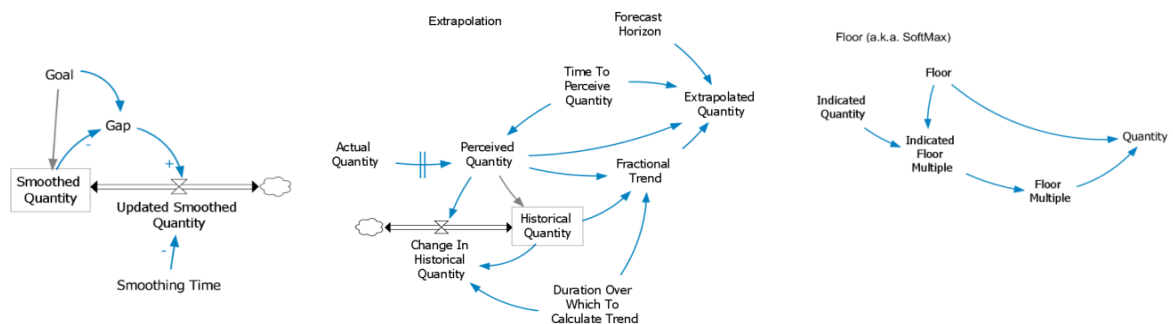 Goal
Gap
-
+
Smoothed
Quantity
Updated Smoothed
Quantity
-
Smoothing Time
Extrapolation
Forecast
Horizon
Time To
Perceive
Quantity
Extrapolated
Quantity
Actual
Quantity
Perceived
Quantity
Fractional
Trend
Historical
Quantity
Change In
Historical
Quantity
Duration Over
Which To
Calculate Trend
Floor (a.k.a. SoftMax)
Floor
Indicated
Quantity
Indicated
Floor
Multiple
Quantity
Floor
Multiple